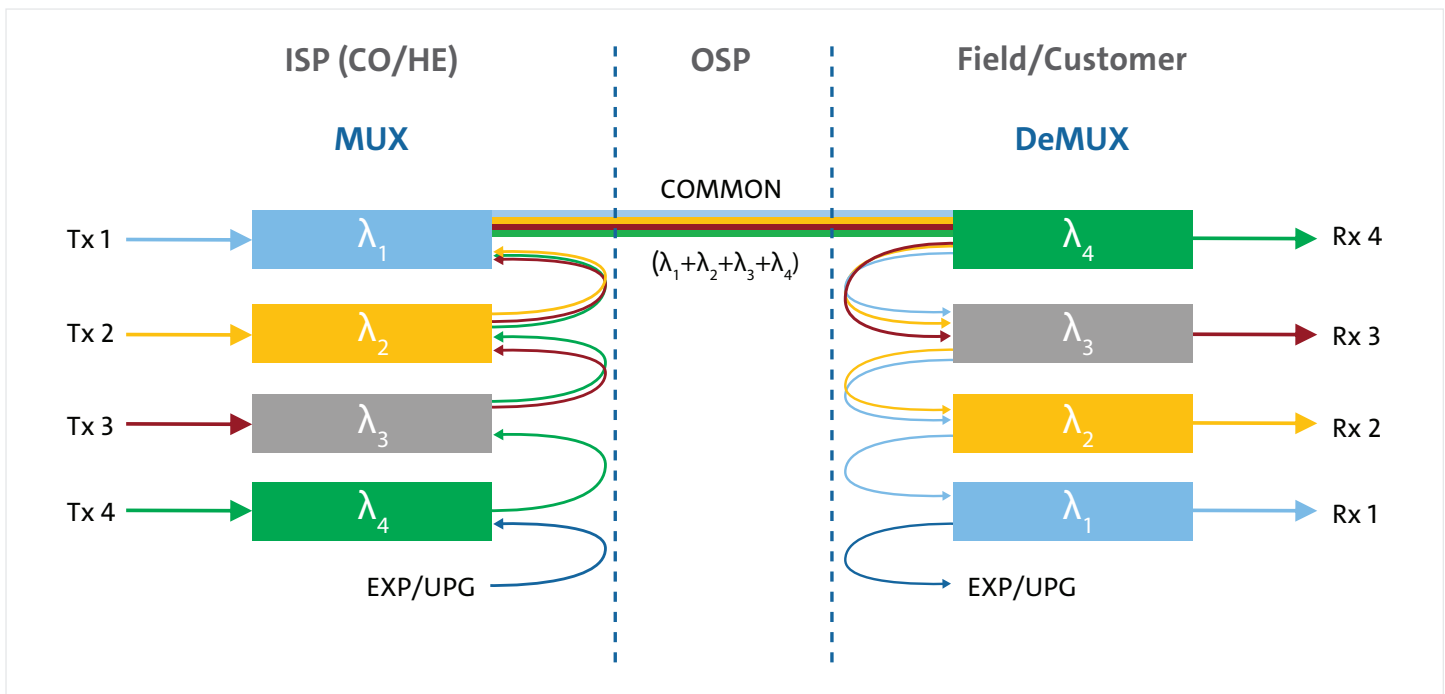 ISP (CO/HE) OSP Field/Customer
MUX DeMUX
COMMON
Tx 1 λ₁ λ₄ Rx 4
(λ₁+λ₂+λ₃+λ₄)
Tx 2 λ₂ λ₃ Rx 3
Tx 3 λ₃ λ₂ Rx 2
Tx 4 λ₄ λ₁ Rx 1
EXP/UPG EXP/UPG